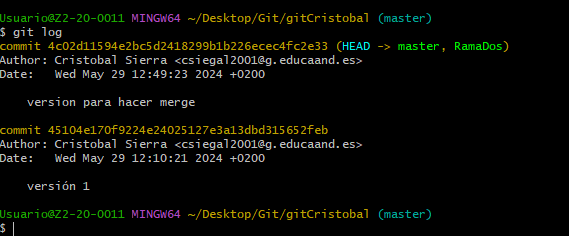 Usuario@Z2-20-0011 MINGW64 ~/Desktop/Git/gitCristobal (master)
$ git log
commit 4c02d11594e2bc5d2418299b1b226ecec4fc2e33 (HEAD -> master, RamaDos)
Author: Cristobal Sierra <csiegal2001@g.educaand.es>
Date:   Wed May 29 12:49:23 2024 +0200

    version para hacer merge

commit 45104e170f9224e24025127e3a13dbd315652feb
Author: Cristobal Sierra <csiegal2001@g.educaand.es>
Date:   Wed May 29 12:10:21 2024 +0200

    versión 1

Usuario@Z2-20-0011 MINGW64 ~/Desktop/Git/gitCristobal (master)
$